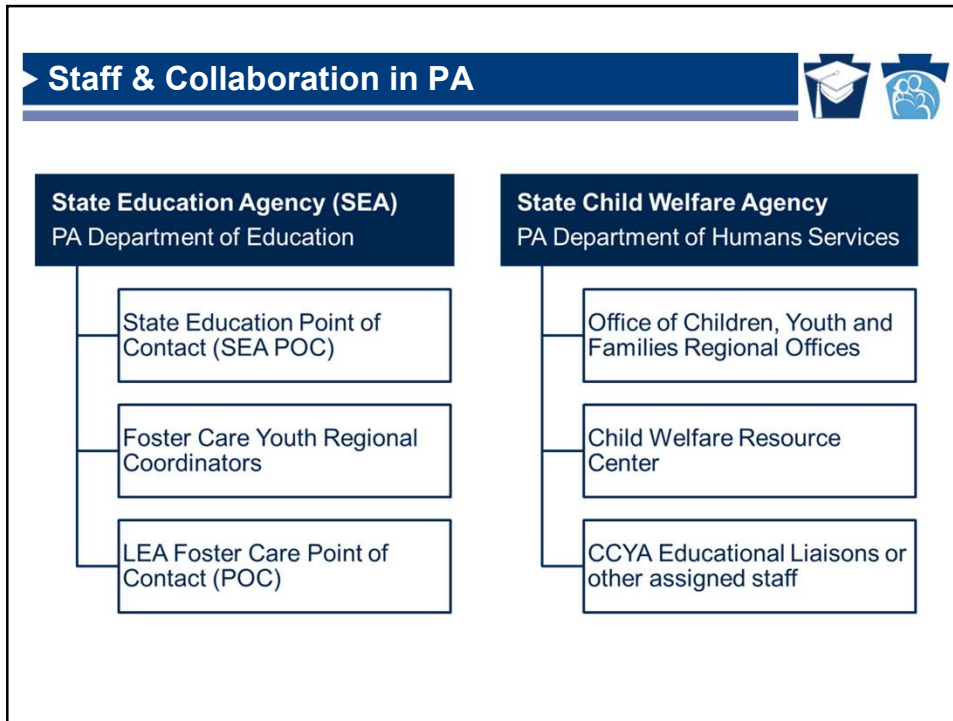 Staff & Collaboration in PA
State Education Agency (SEA)
PA Department of Education
State Education Point of
Contact (SEA POC)
Foster Care Youth Regional
Coordinators
LEA Foster Care Point of
Contact (POC)
State Child Welfare Agency
PA Department of Humans Services
Office of Children, Youth and
Families Regional Offices
Child Welfare Resource
Center
CCYA Educational Liaisons or
other assigned staff